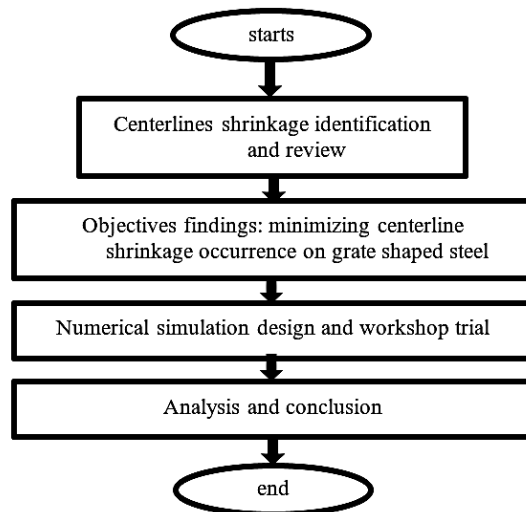 starts
Centerlines shrinkage identification
and review
Objectives findings: minimizing centerline
shrinkage occurrence on grate shaped steel
Numerical simulation design and workshop trial
Analysis and conclusion
end